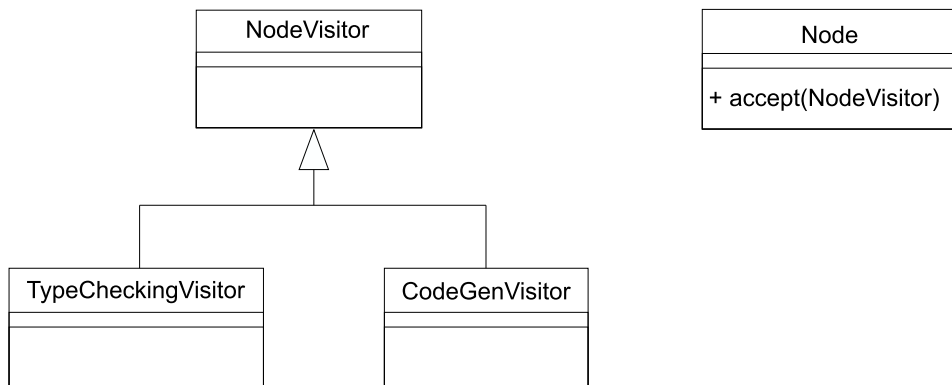 NodeVisitor
Node
+ accept(NodeVisitor)
TypeCheckingVisitor
CodeGenVisitor